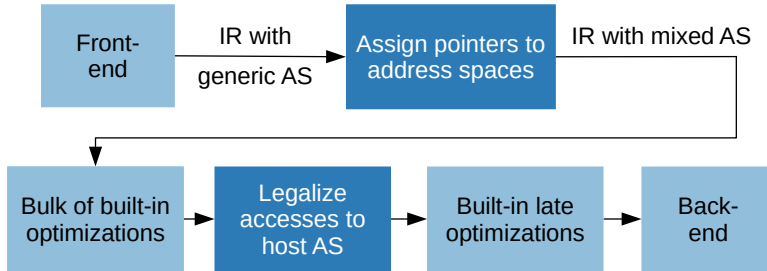 Front-
end
IR with
generic AS
Assign pointers to
address spaces
IR with mixed AS
Bulk of built-in
optimizations
Legalize
accesses to
host AS
Built-in late
optimizations
Back-
end